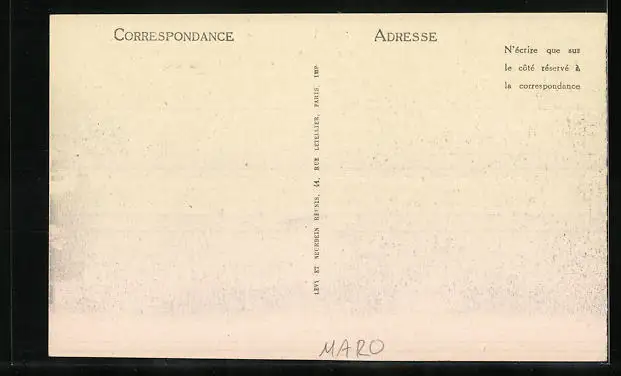 CORRESPONDANCE
ADRESSE
N'écrire que sur
le côté réservé à
la correspondance
LEVY ET NEURDEIN RÉUNIS, 44, RUE LETELLIER, PARIS. IMP
MARO